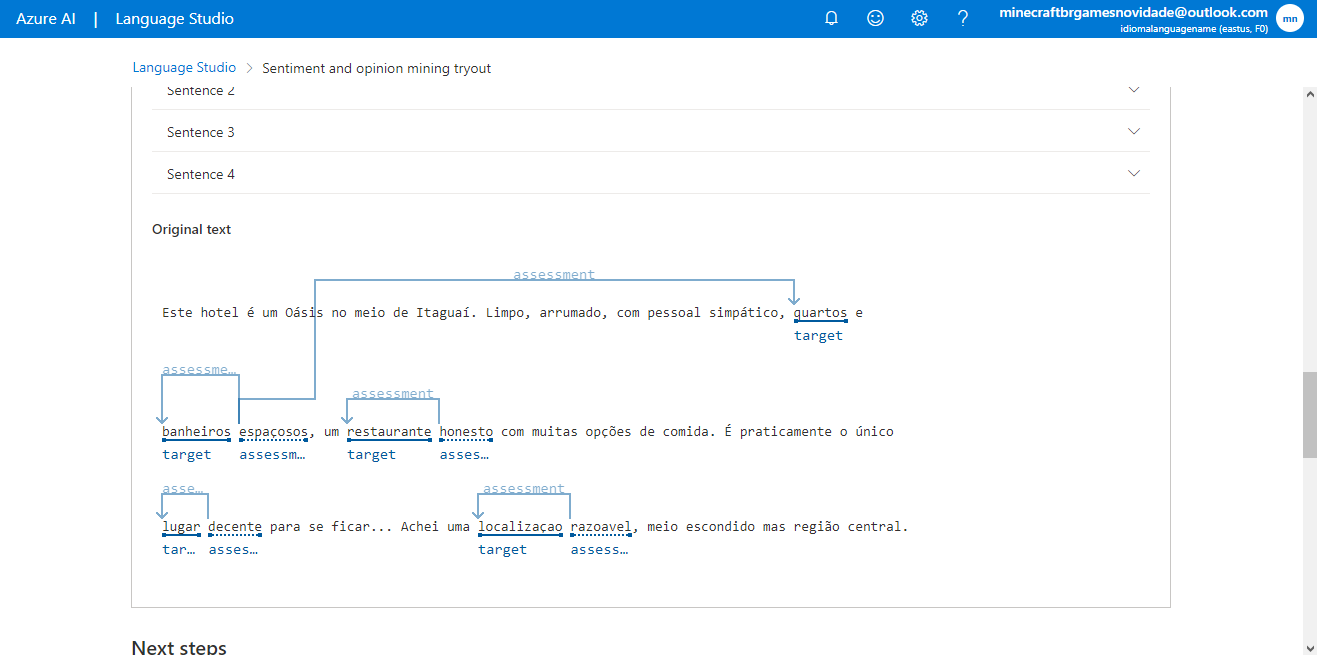 Azure AI | Language Studio
minecraftbrgamesnovidade@outlook.com
mn
idiomalanguagename (eastus, F0)
Language Studio > Sentiment and opinion mining tryout
Sentence 2
Sentence 3
Sentence 4
Original text
assessment
Este hotel é um Oásis no meio de Itaguaí. Limpo, arrumado, com pessoal simpático, quartos e
target
assessme…
assessment
banheiros espaçosos, um restaurante honesto com muitas opções de comida. É praticamente o único
target assessm… target asses…
asse… assessment
lugar decente para se ficar... Achei uma localizaçao razoavel, meio escondido mas região central.
tar… asses… target assess…
Next steps